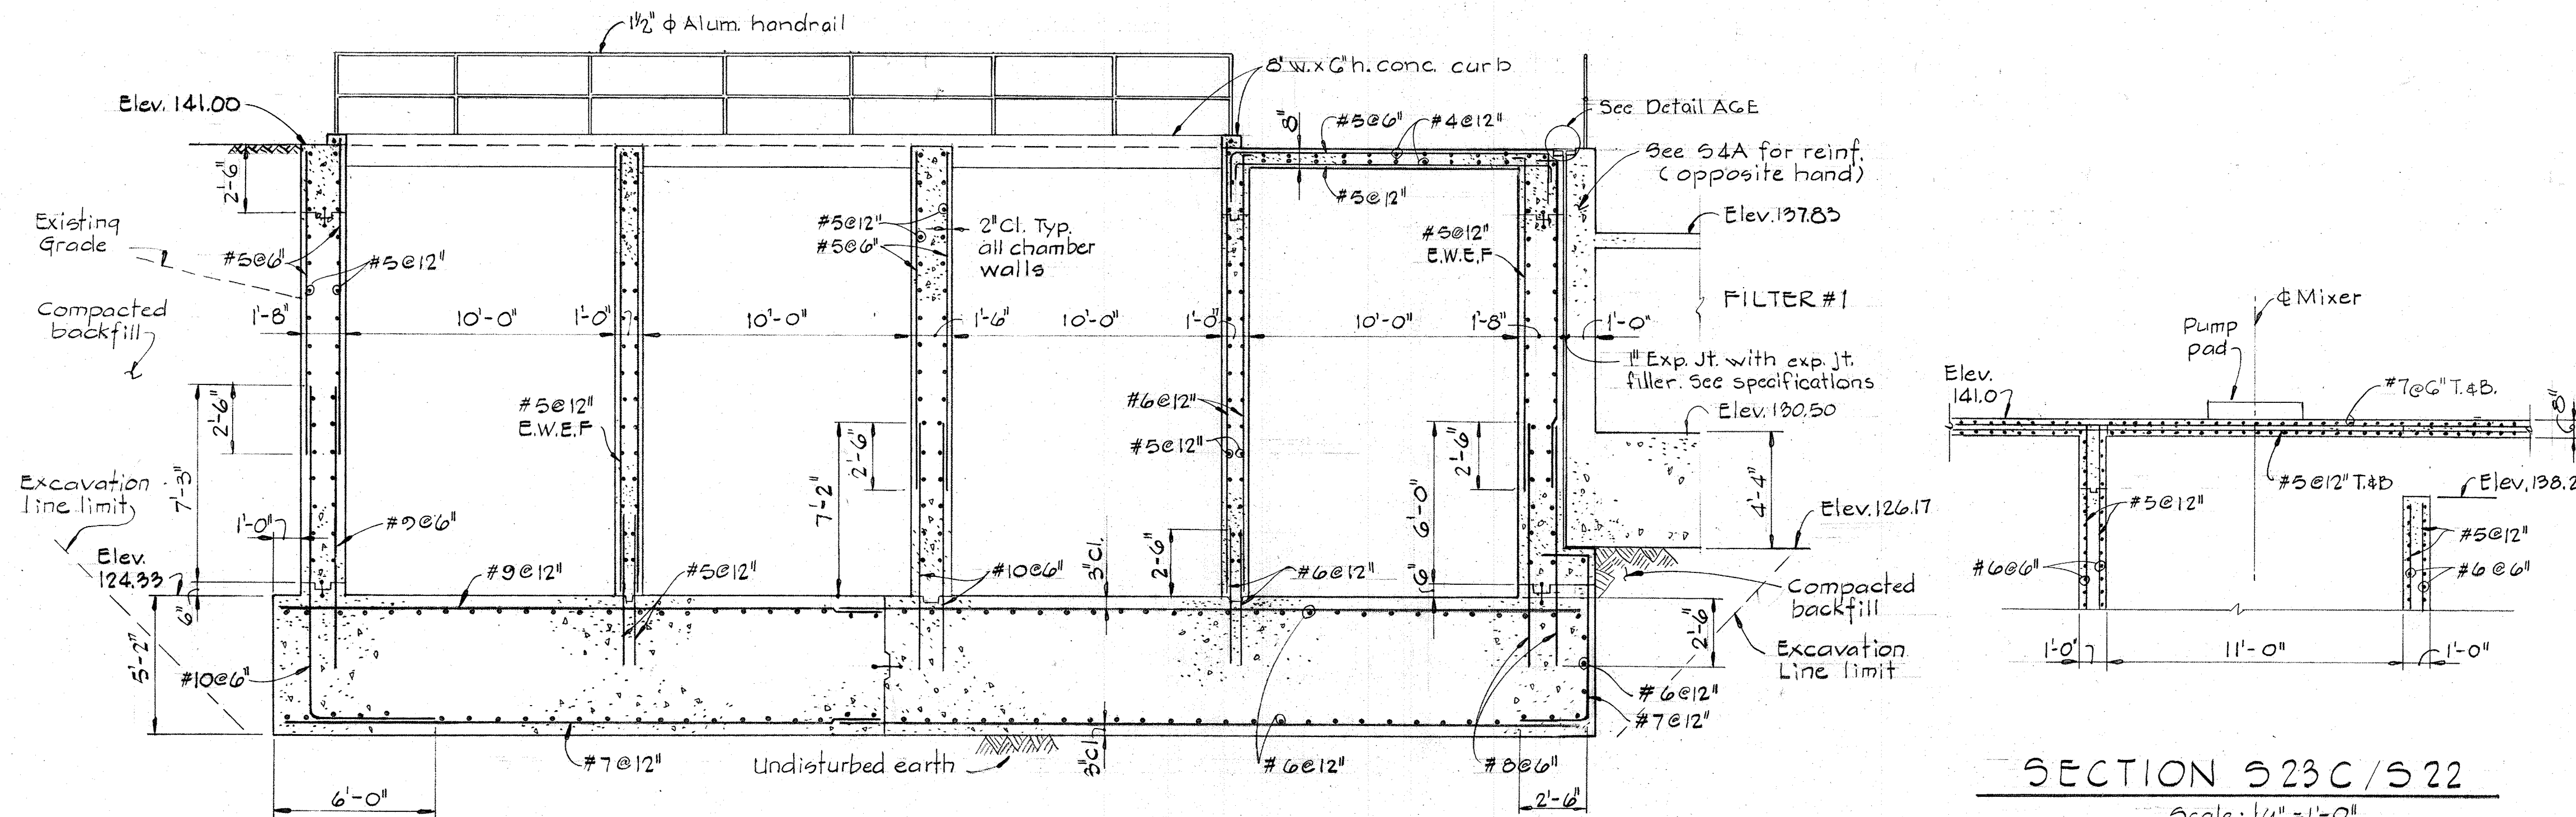 1½" ϕ Alum. handrail
8" w.x6"h. conc. curb
Elev. 141.00
8"
#5@6"
#4@12"
#5@12"
See Detail AGE
See S4A for reinf.
(opposite hand)
Elev.137.83
2'-6"
Existing
Grade
#5@6"
#5@12"
#5@12"
#5@6"
2" Cl. Typ.
all chamber
walls
#5@12"
E.W.E.F
FILTER #1
Compacted
backfill
1'-8"
10'-0"
1'-0"
10'-0"
1'-6"
10'-0"
1'-0"
10'-0"
1'-8"
1'-0"
1" Exp. Jt. with exp. jt.
filler. See specifications
Elev. 130.50
2'-6"
7'-3"
#5@12"
E.W.E.F
7'-2"
2'-6"
#6@12"
#5@12"
6'-0"
2'-6"
4'-4"
Excavation
line limit
1'-0"
#9@6"
Elev.
124.33
6"
#9@12"
#5@12"
#10@6"
3"Cl.
2'-6"
#6@12"
6"
Elev.126.17
Compacted
backfill
Excavation
Line limit
2'-6"
5'-2"
#10@6"
#6@12"
#7@12"
#7@12"
Undisturbed earth
3"Cl.
#6@12"
#8@6"
6'-0"
2'-6"
℄ Mixer
Pump
pad
Elev.
141.0
#7@6" T.&B.
8"
#5@12" T.&B
Elev. 138.2
#5@12"
#5@12"
#6@6"
#6@6"
1'-0"
11'-0"
1'-0"
SECTION S23C/S22
Scale: ¼" = 1'-0"